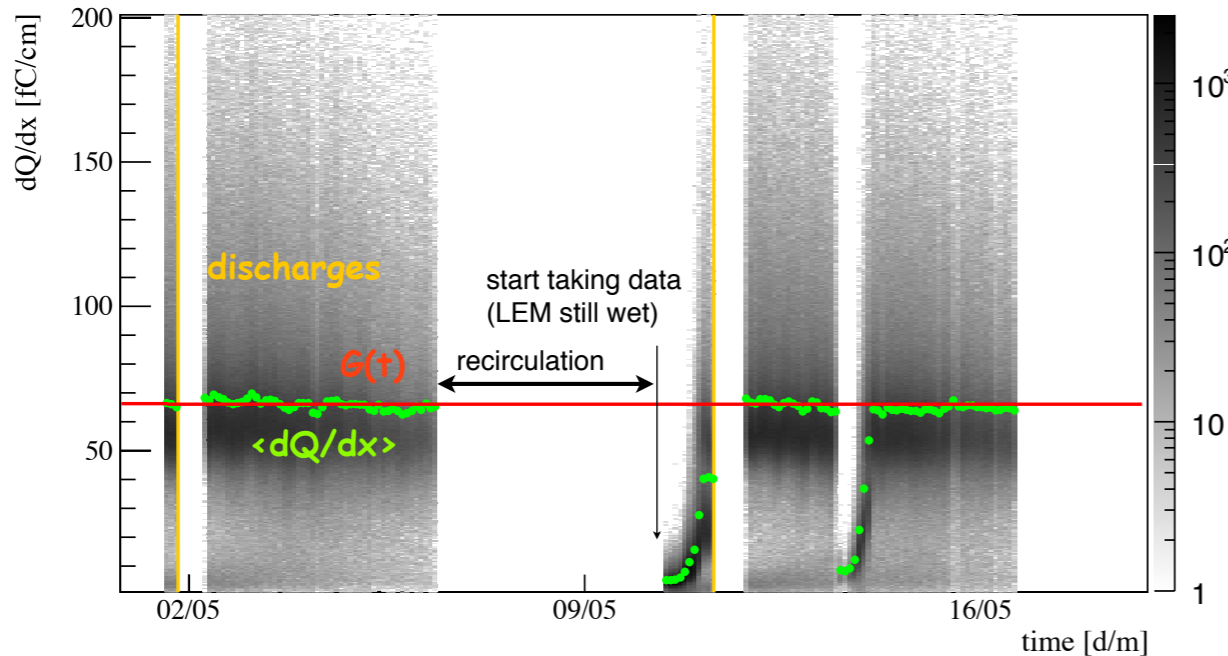 dQ/dx [fC/cm]
200
150
100
50
discharges
G(t)
<dQ/dx>
start taking data
(LEM still wet)
recirculation
02/05
09/05
16/05
time [d/m]
10³
10²
10
1